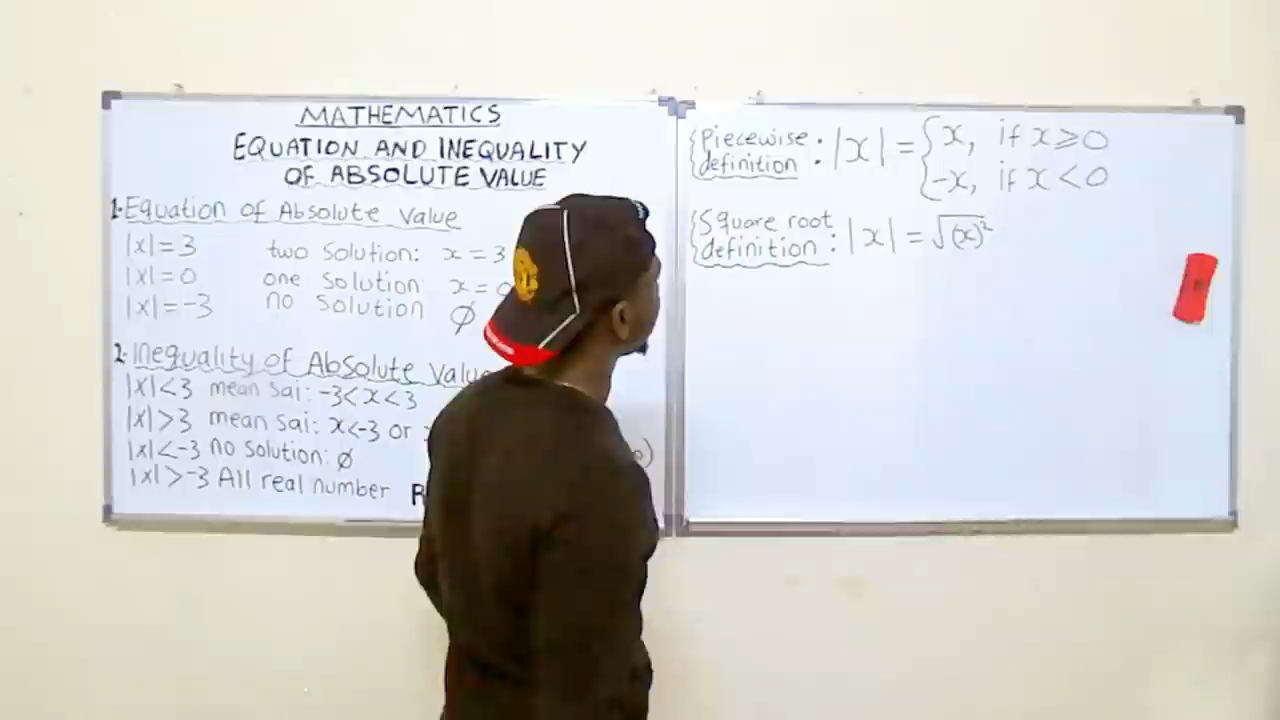 MATHEMATICS
EQUATION AND INEQUALITY
OF ABSOLUTE VALUE
1. Equation of Absolute Value
|x|=3 two Solution: x=3
|x|=0 one Solution x=
|x|=-3 no Solution ∅
2. Inequality of Absolute Valu
|x|<3 mean Sai: -3<x<3
|x|>3 mean Sai: x<-3 or
|x|<-3 no Solution: ∅
|x|>-3 All real number R
Piecewise definition: |x| = { x, if x≥0
-x, if x<0
Square root
definition: |x| = √(x)²